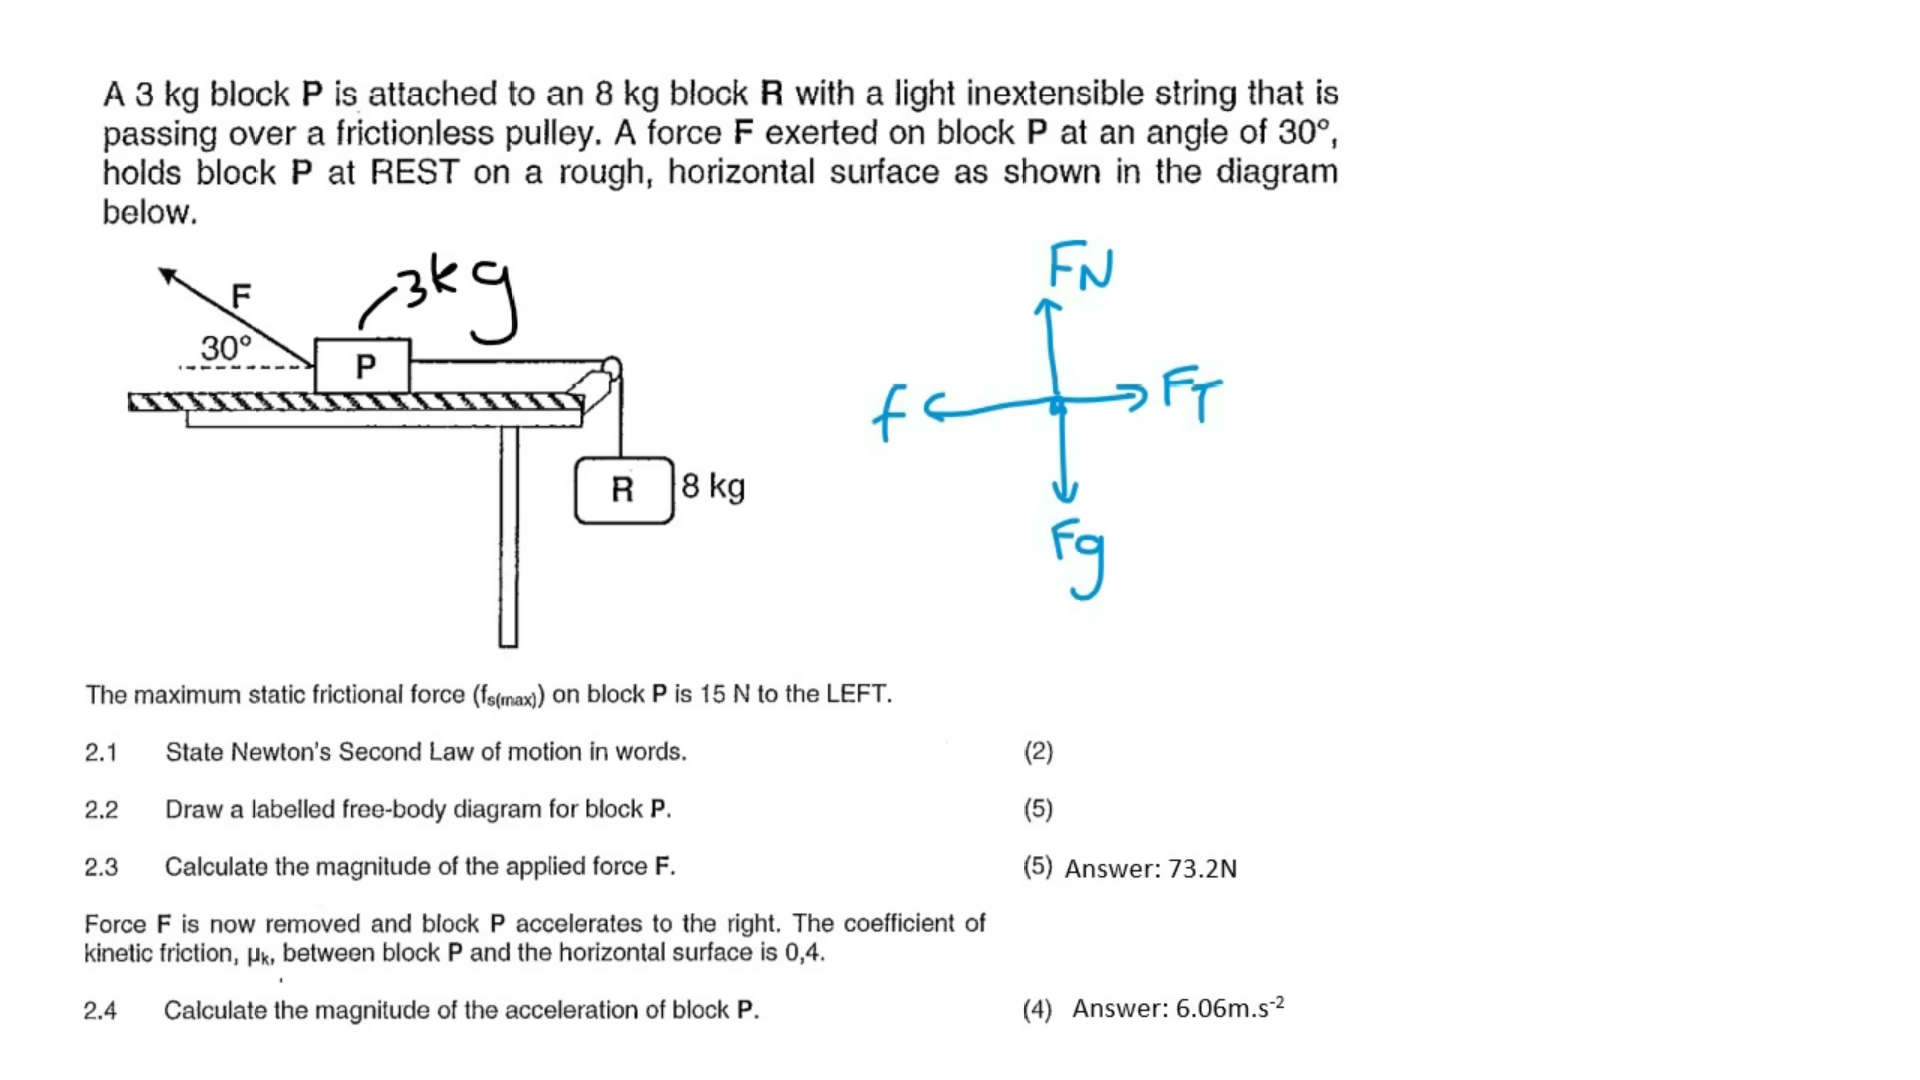 A 3 kg block P is attached to an 8 kg block R with a light inextensible string that is
passing over a frictionless pulley. A force F exerted on block P at an angle of 30°,
holds block P at REST on a rough, horizontal surface as shown in the diagram
below.
F
3kg
30°
P
R
8 kg
FN
f
FT
Fg
The maximum static frictional force (fs(max)) on block P is 15 N to the LEFT.
2.1 State Newton's Second Law of motion in words. (2)
2.2 Draw a labelled free-body diagram for block P. (5)
2.3 Calculate the magnitude of the applied force F. (5) Answer: 73.2N
Force F is now removed and block P accelerates to the right. The coefficient of
kinetic friction, μk, between block P and the horizontal surface is 0,4.
2.4 Calculate the magnitude of the acceleration of block P. (4) Answer: 6.06m.s-2